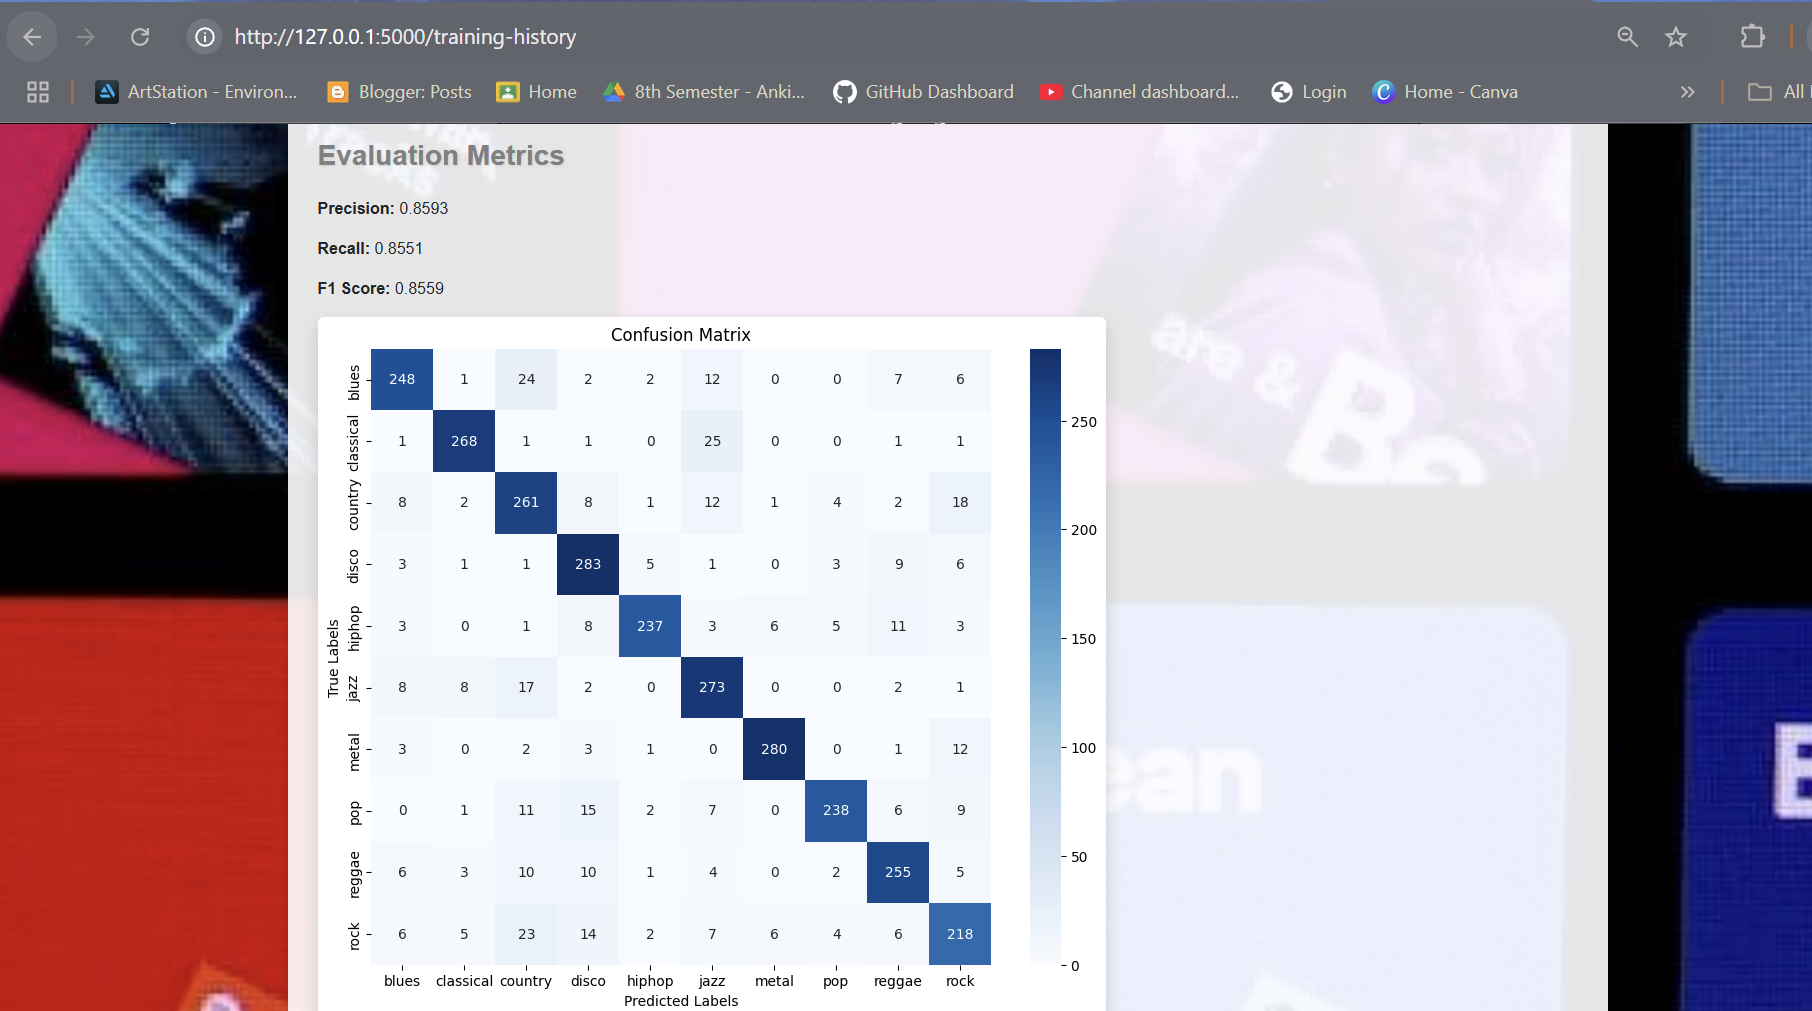 http://127.0.0.1:5000/training-history
ArtStation - Environ... Blogger: Posts Home 8th Semester - Anki... GitHub Dashboard Channel dashboard... Login Home - Canva » All
Evaluation Metrics
Precision: 0.8593
Recall: 0.8551
F1 Score: 0.8559
are &
Confusion Matrix
blues 248 1 24 2 2 12 0 0 7 6
classical 1 268 1 1 0 25 0 0 1 1
country 8 2 261 8 1 12 1 4 2 18
disco 3 1 1 283 5 1 0 3 9 6
hiphop 3 0 1 8 237 3 6 5 11 3
jazz 8 8 17 2 0 273 0 0 2 1
metal 3 0 2 3 1 0 280 0 1 12
pop 0 1 11 15 2 7 0 238 6 9
reggae 6 3 10 10 1 4 0 2 255 5
rock 6 5 23 14 2 7 6 4 6 218
True Labels
blues classical country disco hiphop jazz metal pop reggae rock
Predicted Labels
250
200
150
100
50
0